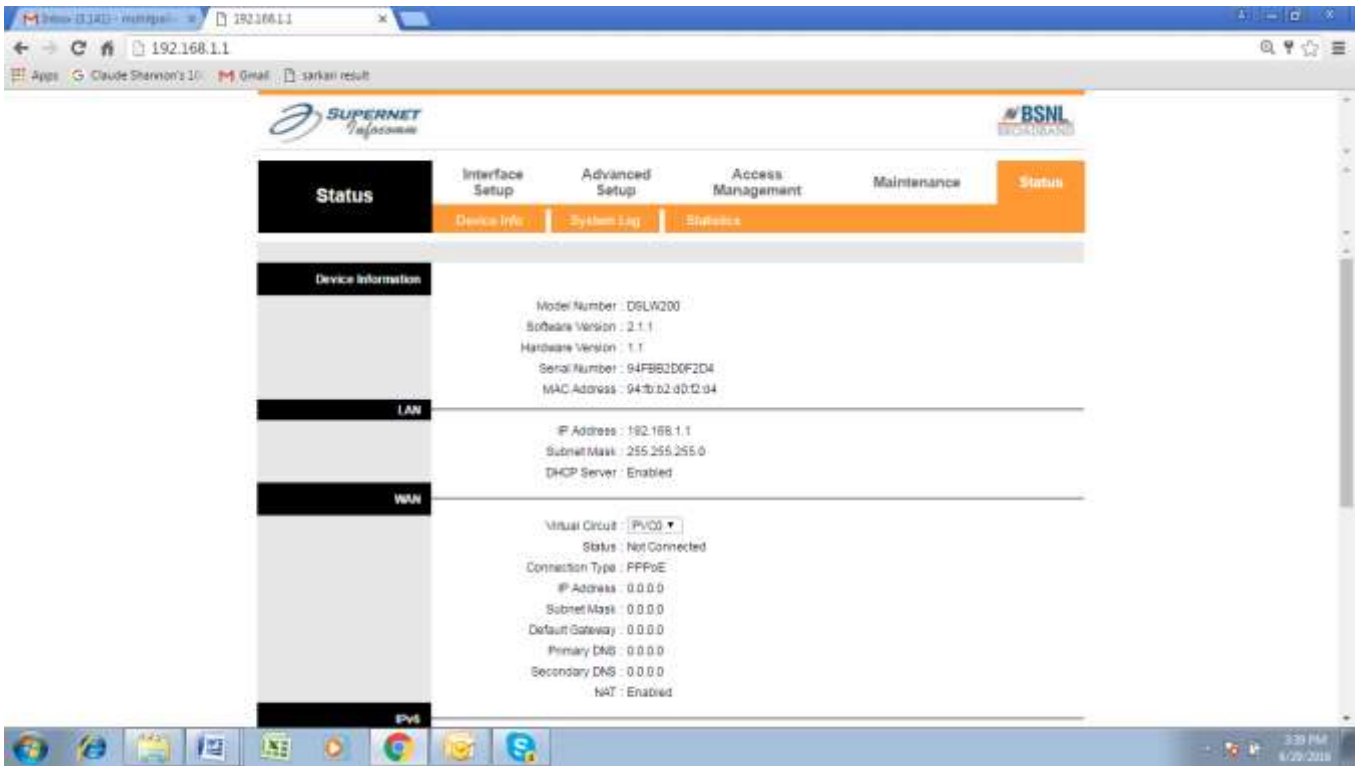 192.168.1.1
192.168.1.1
Apps Claude Shannon's 10 Gmail sarkari result
SUPERNET
Infocomm
BSNL
BROADBAND
Status
Interface Setup
Advanced Setup
Access Management
Maintenance
Status
Device Info
System Log
Statistics
Device Information
Model Number : DSLW200
Software Version : 2.1.1
Hardware Version : 1.1
Serial Number : 94FBB2D0F2D4
MAC Address : 94:fb:b2:d0:f2:d4
LAN
IP Address : 192.168.1.1
Subnet Mask : 255.255.255.0
DHCP Server : Enabled
WAN
Virtual Circuit : PVC0
Status : Not Connected
Connection Type : PPPoE
IP Address : 0.0.0.0
Subnet Mask : 0.0.0.0
Default Gateway : 0.0.0.0
Primary DNS : 0.0.0.0
Secondary DNS : 0.0.0.0
NAT : Enabled
IPv6
3:39 PM